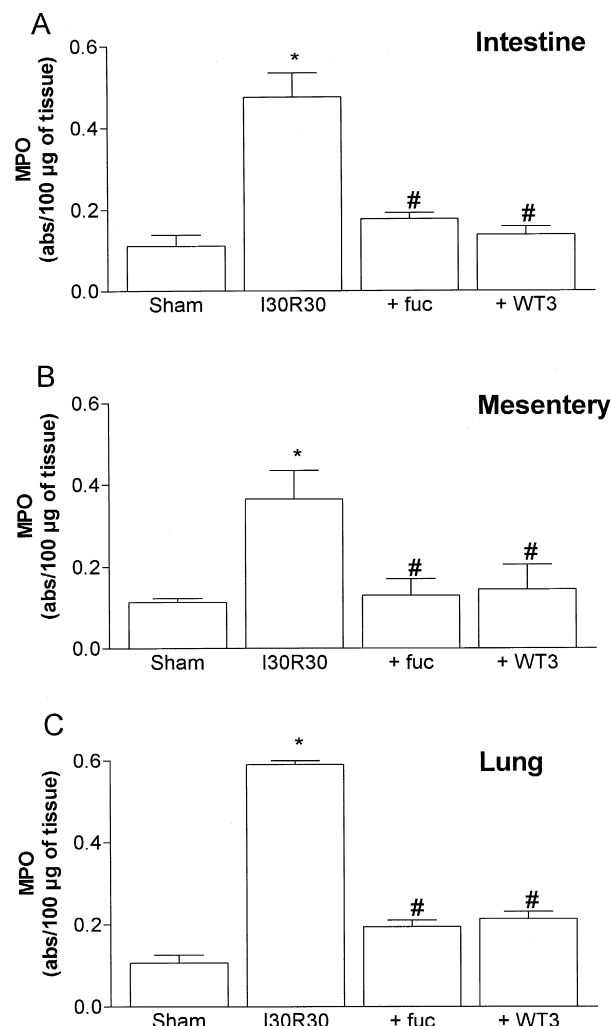 A
Intestine
MPO
(abs/100 µg of tissue)
0.6
0.4
0.2
0.0
*
#
#
Sham I30R30 + fuc + WT3
B
Mesentery
MPO
(abs/100 µg of tissue)
0.6
0.4
0.2
0.0
*
#
#
Sham I30R30 + fuc + WT3
C
Lung
MPO
(abs/100 µg of tissue)
0.6
0.4
0.2
0.0
*
#
#
Sham I30R30 + fuc + WT3